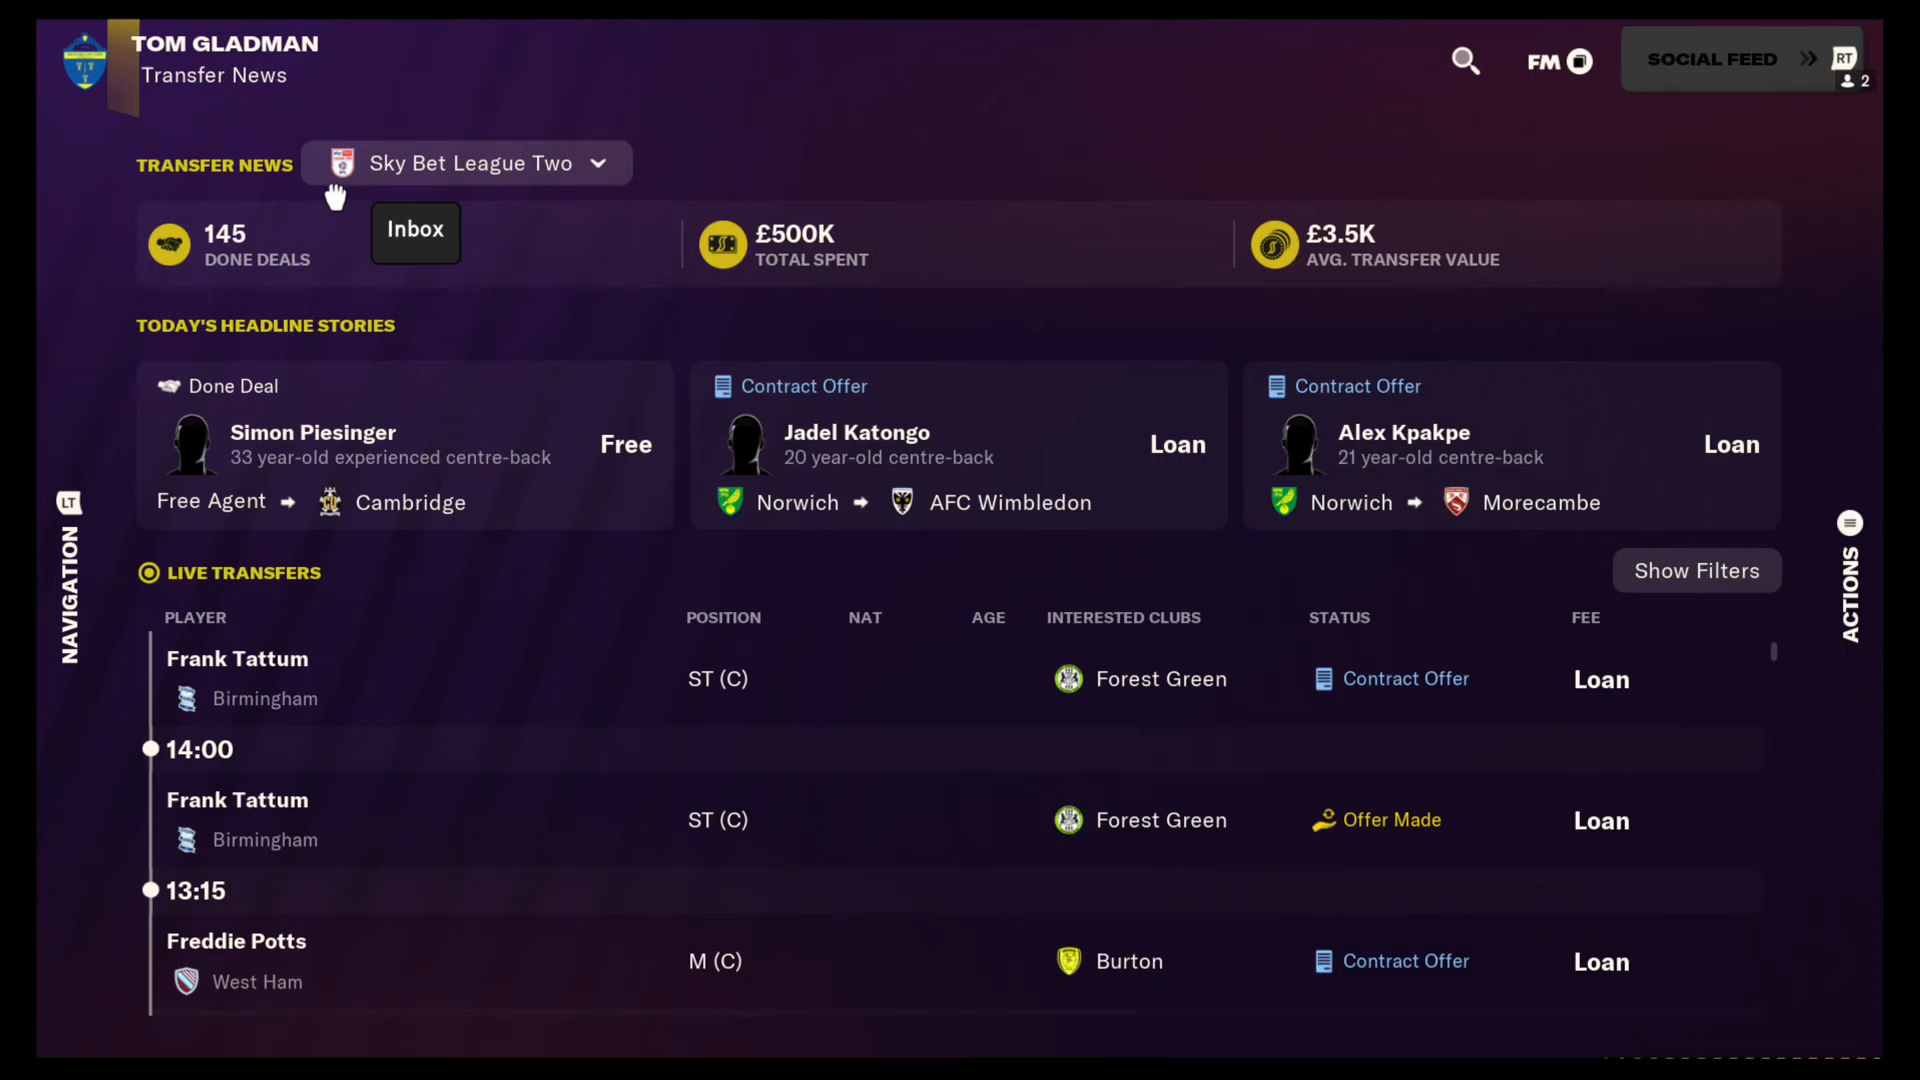 TOM GLADMAN
Transfer News
FM
SOCIAL FEED
RT
2
TRANSFER NEWS
Sky Bet League Two
Inbox
145
DONE DEALS
£500K
TOTAL SPENT
£3.5K
AVG. TRANSFER VALUE
TODAY'S HEADLINE STORIES
Done Deal
Simon Piesinger
33 year-old experienced centre-back
Free
Free Agent
Cambridge
Contract Offer
Jadel Katongo
20 year-old centre-back
Loan
Norwich
AFC Wimbledon
Contract Offer
Alex Kpakpe
21 year-old centre-back
Loan
Norwich
Morecambe
LT
NAVIGATION
ACTIONS
LIVE TRANSFERS
Show Filters
PLAYER POSITION NAT AGE INTERESTED CLUBS STATUS FEE
Frank Tattum
Birmingham
ST (C)
Forest Green
Contract Offer
Loan
14:00
Frank Tattum
Birmingham
ST (C)
Forest Green
Offer Made
Loan
13:15
Freddie Potts
West Ham
M (C)
Burton
Contract Offer
Loan